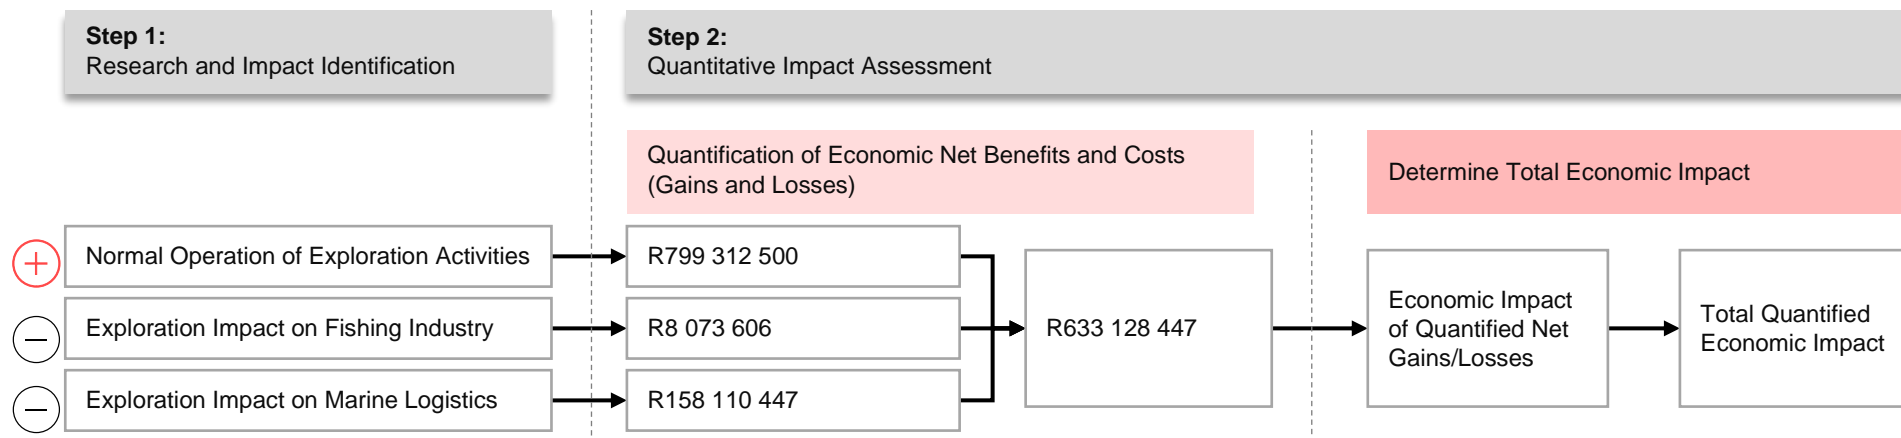 Step 1:
Research and Impact Identification
Step 2:
Quantitative Impact Assessment
Quantification of Economic Net Benefits and Costs
(Gains and Losses)
Determine Total Economic Impact
Normal Operation of Exploration Activities
R799 312 500
Exploration Impact on Fishing Industry
R8 073 606
Exploration Impact on Marine Logistics
R158 110 447
R633 128 447
Economic Impact
of Quantified Net
Gains/Losses
Total Quantified
Economic Impact